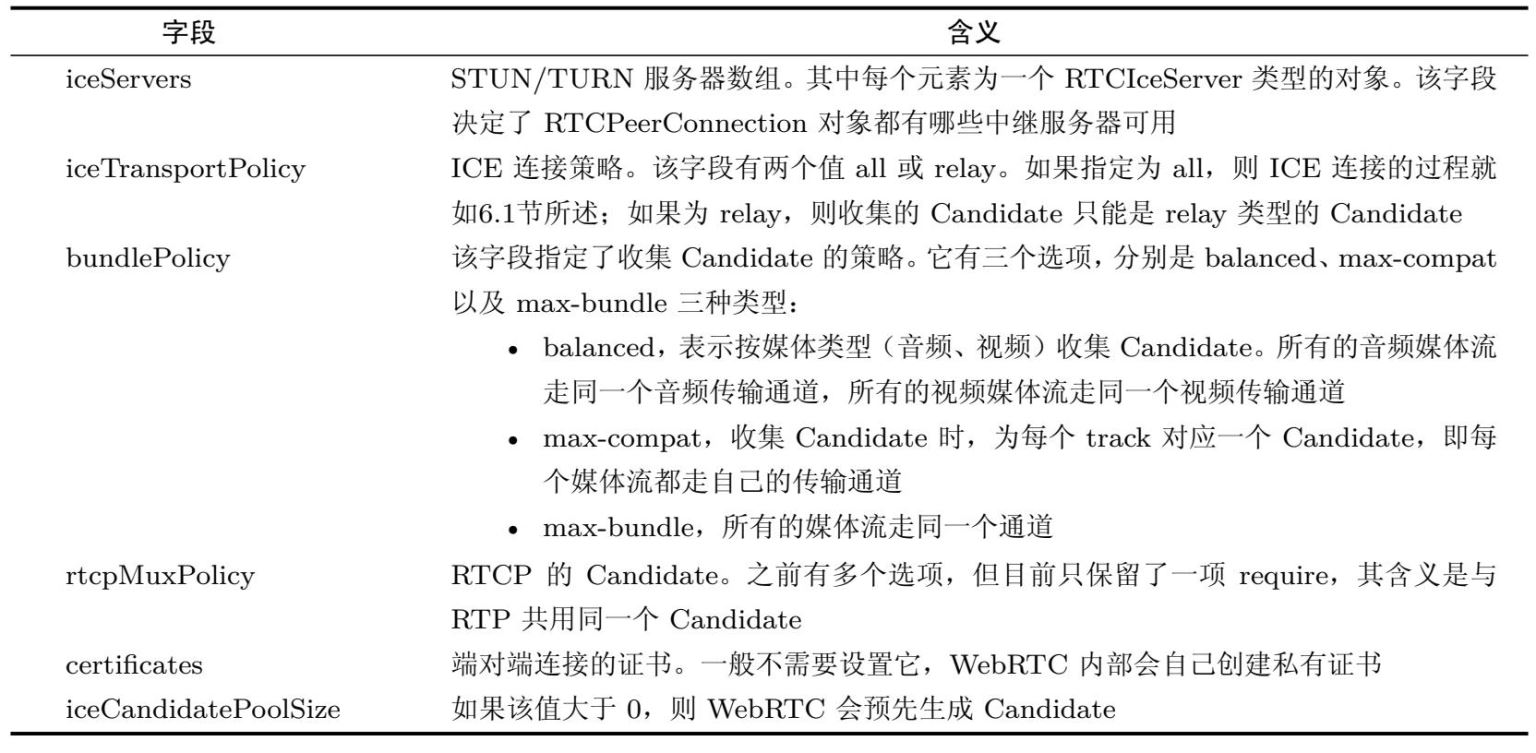 字段 含义
iceServers STUN/TURN 服务器数组。其中每个元素为一个 RTCIceServer 类型的对象。该字段
决定了 RTCPeerConnection 对象都有哪些中继服务器可用
iceTransportPolicy ICE 连接策略。该字段有两个值 all 或 relay。如果指定为 all，则 ICE 连接的过程就
如6.1节所述；如果为 relay，则收集的 Candidate 只能是 relay 类型的 Candidate
bundlePolicy 该字段指定了收集 Candidate 的策略。它有三个选项，分别是 balanced、max-compat
以及 max-bundle 三种类型：
• balanced，表示按媒体类型（音频、视频）收集 Candidate。所有的音频媒体流
走同一个音频传输通道，所有的视频媒体流走同一个视频传输通道
• max-compat，收集 Candidate 时，为每个 track 对应一个 Candidate，即每
个媒体流都走自己的传输通道
• max-bundle，所有的媒体流走同一个通道
rtcpMuxPolicy RTCP 的 Candidate。之前有多个选项，但目前只保留了一项 require，其含义是与
RTP 共用同一个 Candidate
certificates 端对端连接的证书。一般不需要设置它，WebRTC 内部会自己创建私有证书
iceCandidatePoolSize 如果该值大于 0，则 WebRTC 会预先生成 Candidate